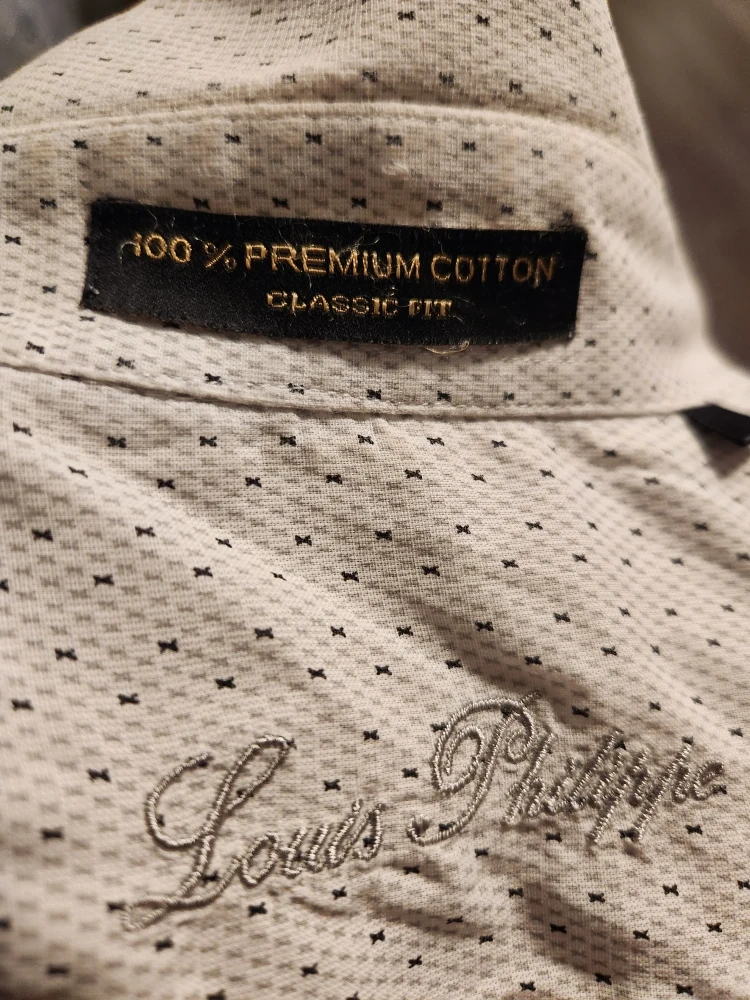 100% PREMIUM COTTON
CLASSIC FIT
Louis Philippe